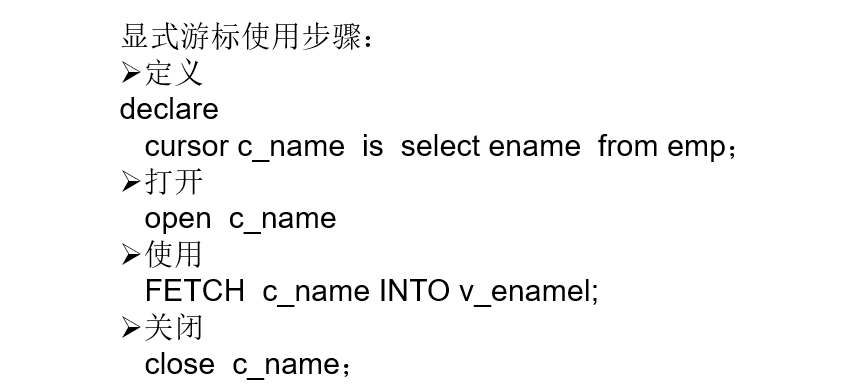 显式游标使用步骤：
➢定义
declare
cursor c_name is select ename from emp；
➢打开
open c_name
➢使用
FETCH c_name INTO v_enamel;
➢关闭
close c_name；